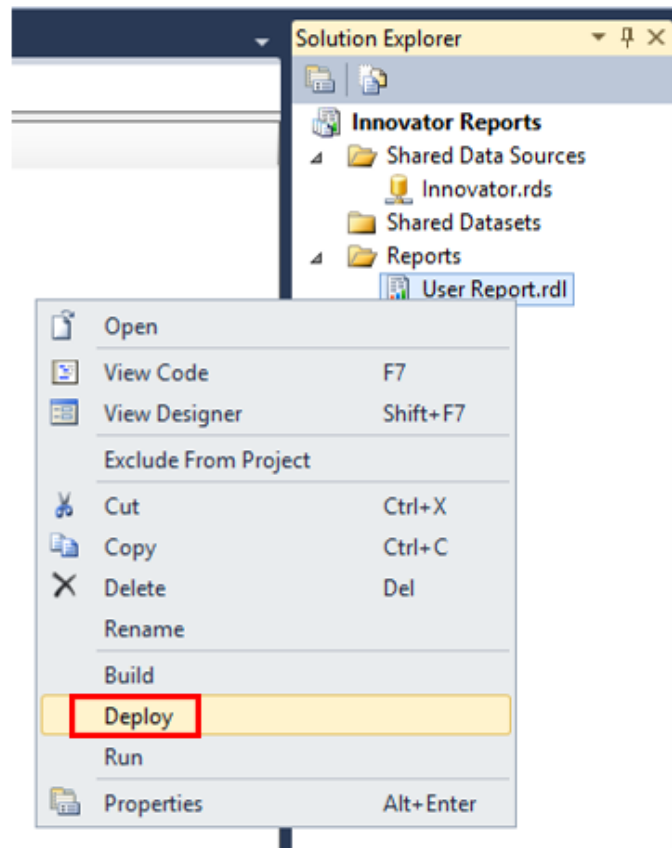 Solution Explorer
Innovator Reports
Shared Data Sources
Innovator.rds
Shared Datasets
Reports
User Report.rdl
Open
View Code F7
View Designer Shift+F7
Exclude From Project
Cut Ctrl+X
Copy Ctrl+C
Delete Del
Rename
Build
Deploy
Run
Properties Alt+Enter